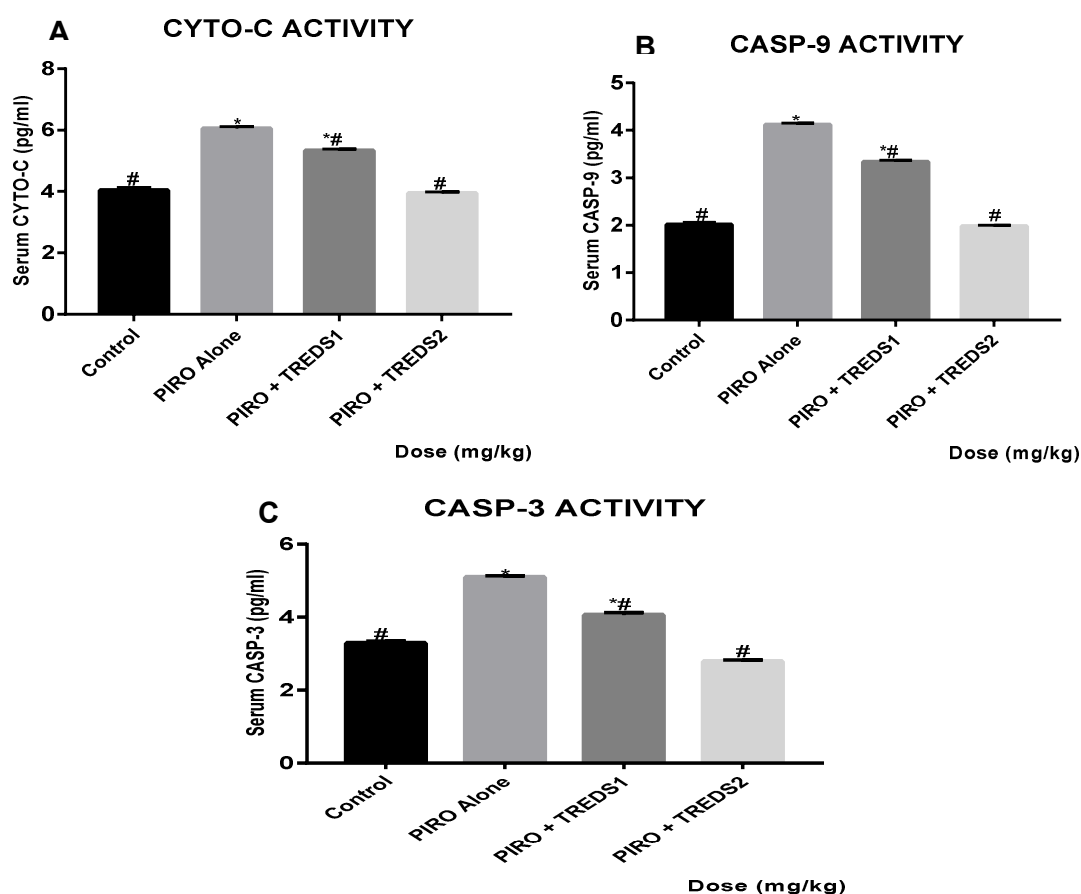 A
CYTO-C ACTIVITY
Serum CYTO-C (pg/ml)
8
6
4
2
0
#
*
*#
#
Control
PIRO Alone
PIRO + TREDS1
PIRO + TREDS2
Dose (mg/kg)
B
CASP-9 ACTIVITY
Serum CASP-9 (pg/ml)
5
4
3
2
1
0
#
*
*#
#
Control
PIRO Alone
PIRO + TREDS1
PIRO + TREDS2
Dose (mg/kg)
C
CASP-3 ACTIVITY
Serum CASP-3 (pg/ml)
6
4
2
0
#
*
*#
#
Control
PIRO Alone
PIRO + TREDS1
PIRO + TREDS2
Dose (mg/kg)